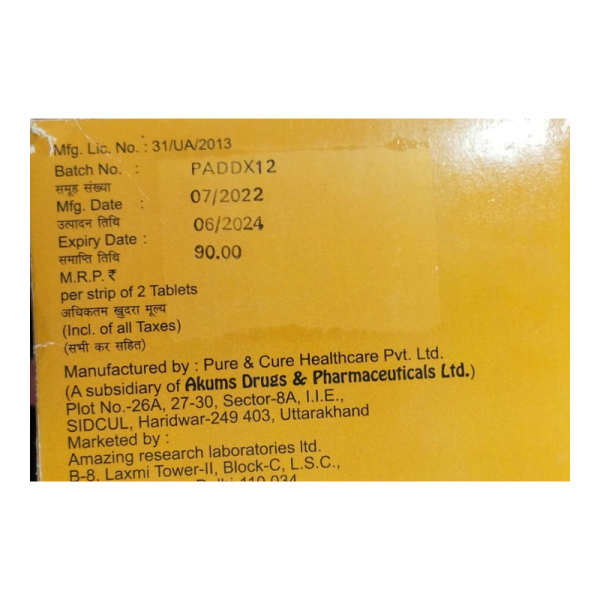 Mfg. Lic. No. : 31/UA/2013
Batch No. : PADDX12
समूह संख्या
Mfg. Date : 07/2022
उत्पादन तिथि 06/2024
Expiry Date :
समाप्ति तिथि 90.00
M.R.P. ₹
per strip of 2 Tablets
अधिकतम खुदरा मूल्य
(Incl. of all Taxes)
(सभी कर सहित)
Manufactured by : Pure & Cure Healthcare Pvt. Ltd.
(A subsidiary of Akums Drugs & Pharmaceuticals Ltd.)
Plot No.-26A, 27-30, Sector-8A, I.I.E.,
SIDCUL, Haridwar-249 403, Uttarakhand
Marketed by :
Amazing research laboratories ltd.
B-8, Laxmi Tower-II, Block-C, L.S.C.,
Delhi-110 034